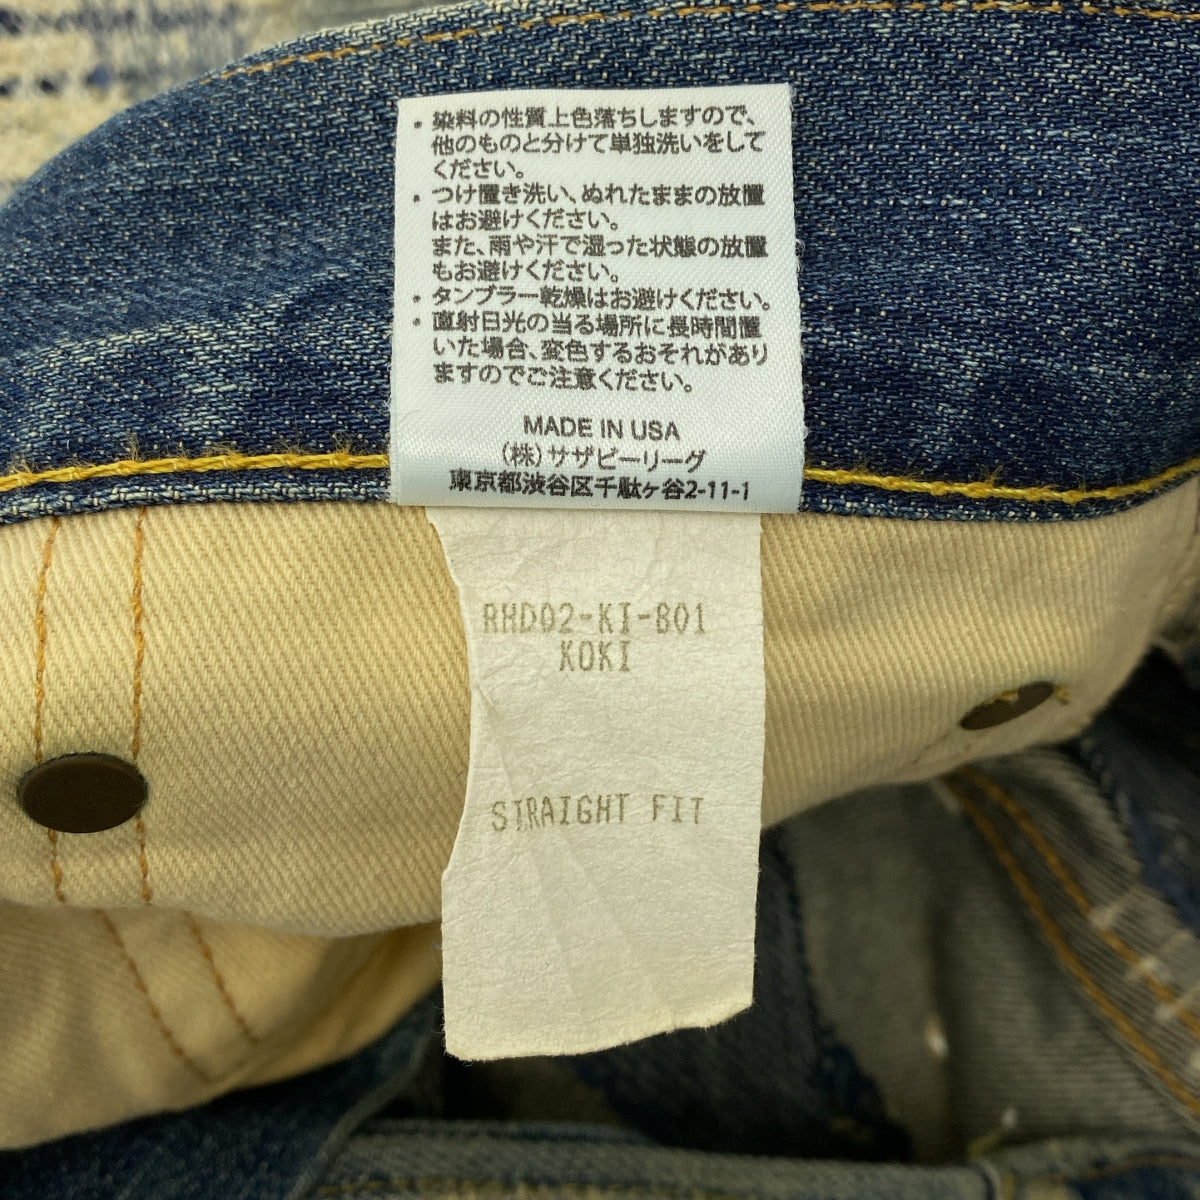 ・染料の性質上色落ちしますので、
他のものと分けて単独洗いをして
ください。
・つけ置き洗い、ぬれたままの放置
はお避けください。
また、雨や汗で湿った状態の放置
もお避けください。
・タンブラー乾燥はお避けください。
・直射日光の当る場所に長時間置
いた場合、変色するおそれがあり
ますのでご注意ください。
MADE IN USA
(株)サザビーリーグ
東京都渋谷区千駄ヶ谷2-11-1
RHD02-KI-801
KOKI
STRAIGHT FIT